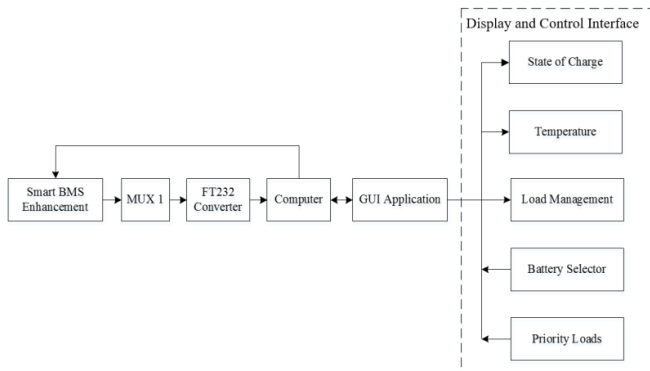 Display and Control Interface
State of Charge
Temperature
Smart BMS
Enhancement
MUX 1
FT232
Converter
Computer
GUI Application
Load Management
Battery Selector
Priority Loads